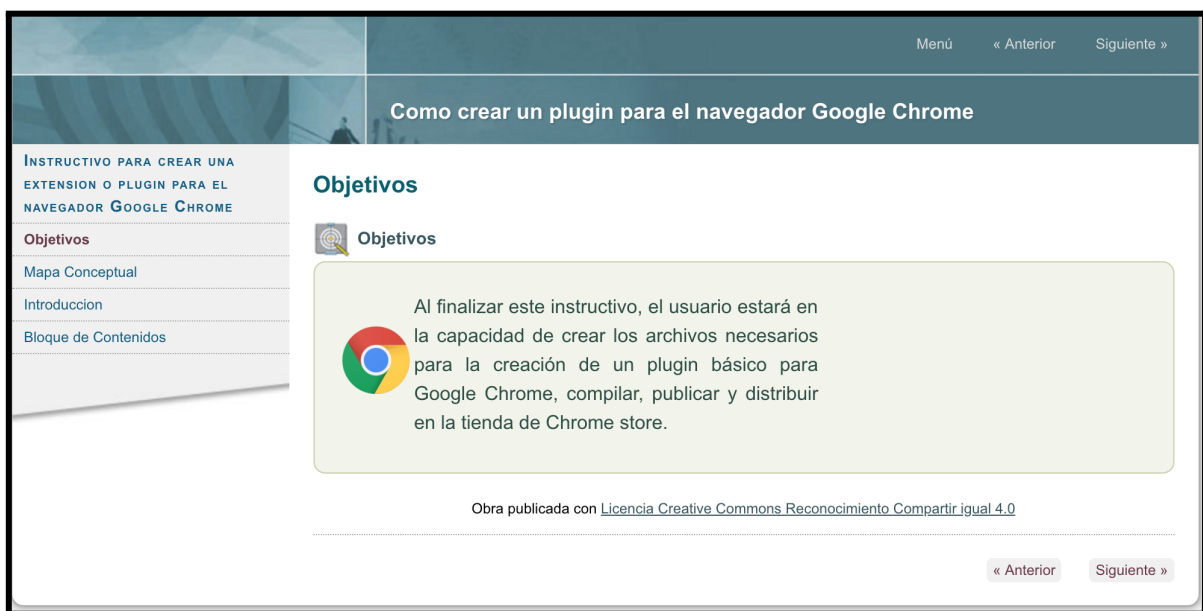 Menú « Anterior Siguiente »
Como crear un plugin para el navegador Google Chrome
Instructivo para crear una
extension o plugin para el
navegador Google Chrome
Objetivos
Mapa Conceptual
Introduccion
Bloque de Contenidos
Objetivos
Objetivos
Al finalizar este instructivo, el usuario estará en
la capacidad de crear los archivos necesarios
para la creación de un plugin básico para
Google Chrome, compilar, publicar y distribuir
en la tienda de Chrome store.
Obra publicada con Licencia Creative Commons Reconocimiento Compartir igual 4.0
« Anterior Siguiente »